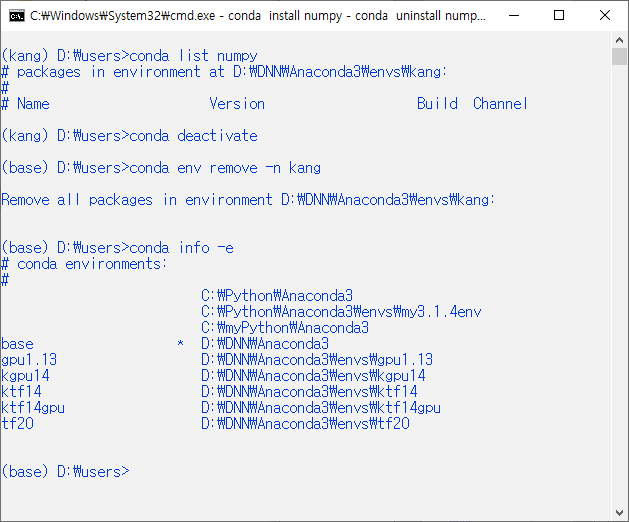 C:₩Windows₩System32₩cmd.exe - conda  install numpy - conda  uninstall nump...
(kang) D:₩users>conda list numpy
# packages in environment at D:₩DNN₩Anaconda3₩envs₩kang:
#
# Name                    Version                   Build  Channel
(kang) D:₩users>conda deactivate
(base) D:₩users>conda env remove -n kang
Remove all packages in environment D:₩DNN₩Anaconda3₩envs₩kang:
(base) D:₩users>conda info -e
# conda environments:
#
                         C:₩Python₩Anaconda3
                         C:₩Python₩Anaconda3₩envs₩my3.1.4env
                         C:₩myPython₩Anaconda3
base                  *  D:₩DNN₩Anaconda3
gpu1.13                  D:₩DNN₩Anaconda3₩envs₩gpu1.13
kgpu14                   D:₩DNN₩Anaconda3₩envs₩kgpu14
ktf14                    D:₩DNN₩Anaconda3₩envs₩ktf14
ktf14gpu                 D:₩DNN₩Anaconda3₩envs₩ktf14gpu
tf20                     D:₩DNN₩Anaconda3₩envs₩tf20
(base) D:₩users>